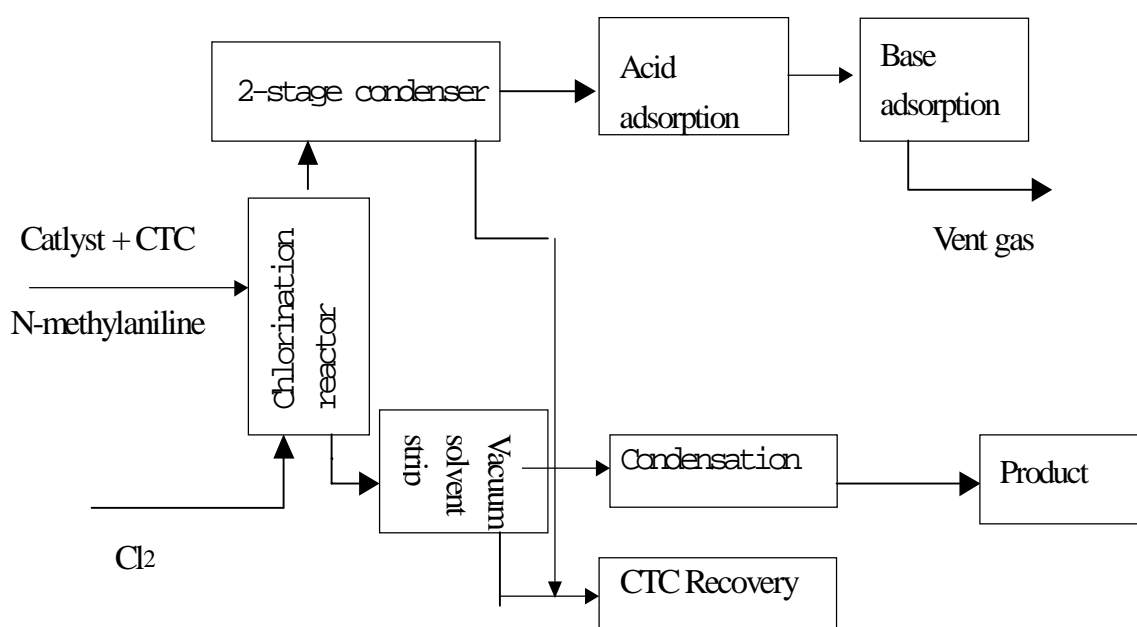 2-stage condenser
Acid
adsorption
Base
adsorption
Vent gas
Catlyst + CTC
N-methylaniline
Chlorination
reactor
Cl2
Vacuum
solvent
strip
Condensation
Product
CTC Recovery